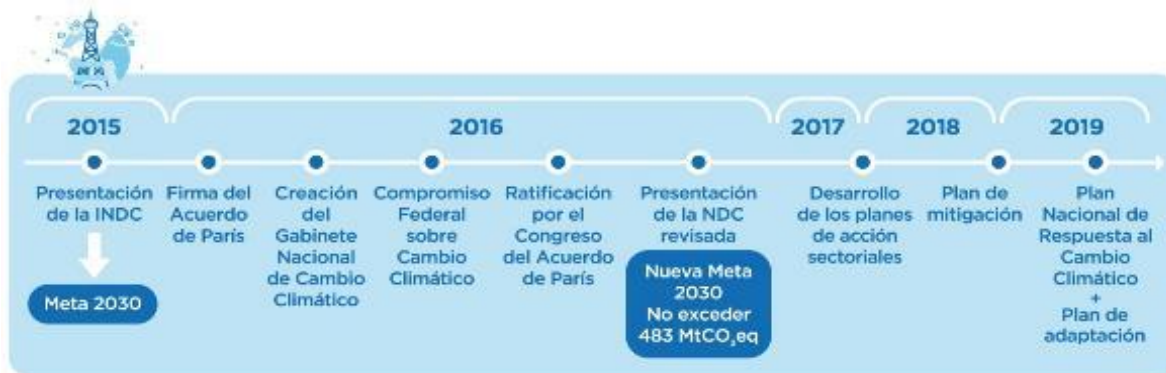 2015
2016
2017
2018
2019
Presentación
de la INDC
Meta 2030
Firma del
Acuerdo
de París
Creación
del
Gabinete
Nacional
de Cambio
Climático
Compromiso
Federal
sobre
Cambio
Climático
Ratificación
por el
Congreso
del Acuerdo
de París
Presentación
de la NDC
revisada
Nueva Meta
2030
No exceder
483 MtCO₂eq
Desarrollo
de los planes
de acción
sectoriales
Plan de
mitigación
Plan
Nacional de
Respuesta al
Cambio
Climático
+
Plan de
adaptación